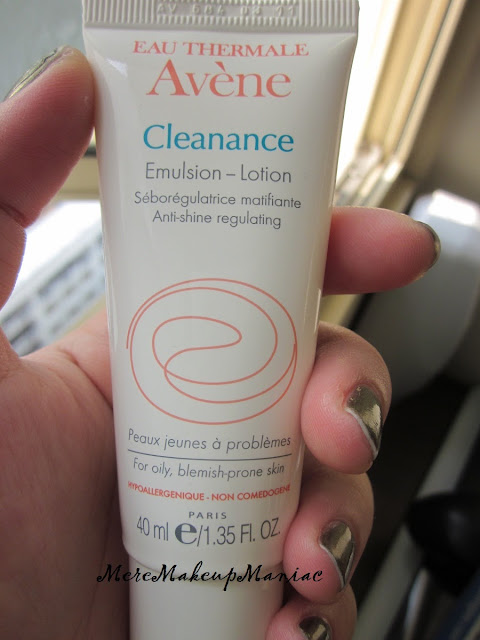 EAU THERMALE
Avène
Cleanance
Emulsion – Lotion
Séborégulatrice matifiante
Anti-shine regulating
Peaux jeunes à problèmes
For oily, blemish-prone skin
HYPOALLERGENIQUE - NON COMEDOGENE
PARIS
40 ml e/1.35 Fl. OZ.
MereMakeupManiac